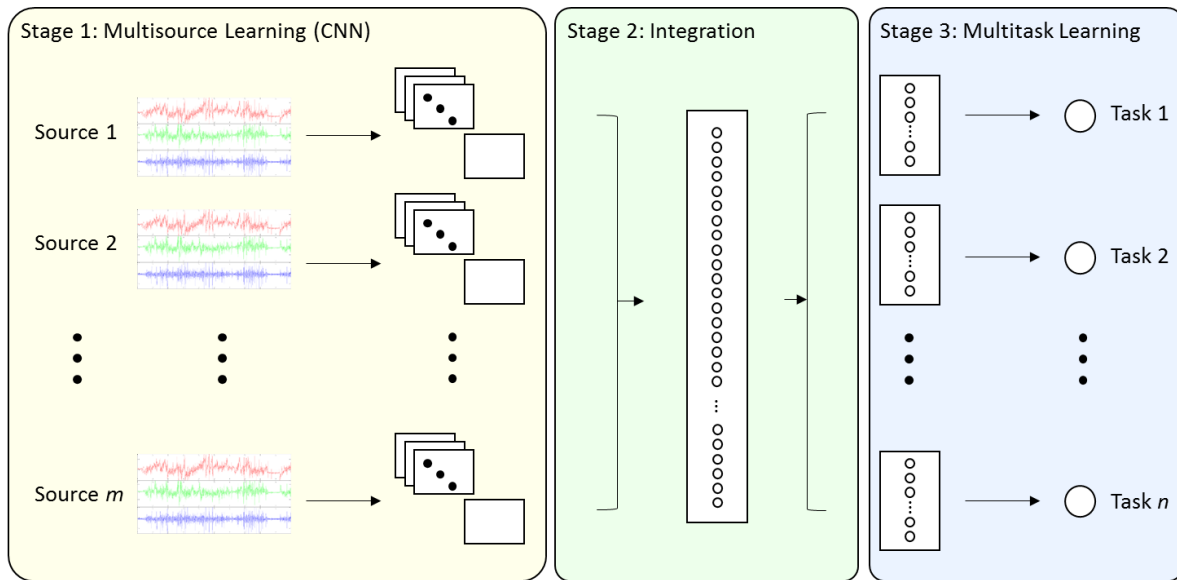 Stage 1: Multisource Learning (CNN)
Stage 2: Integration
Stage 3: Multitask Learning
Source 1
Task 1
Source 2
Task 2
Source m
Task n